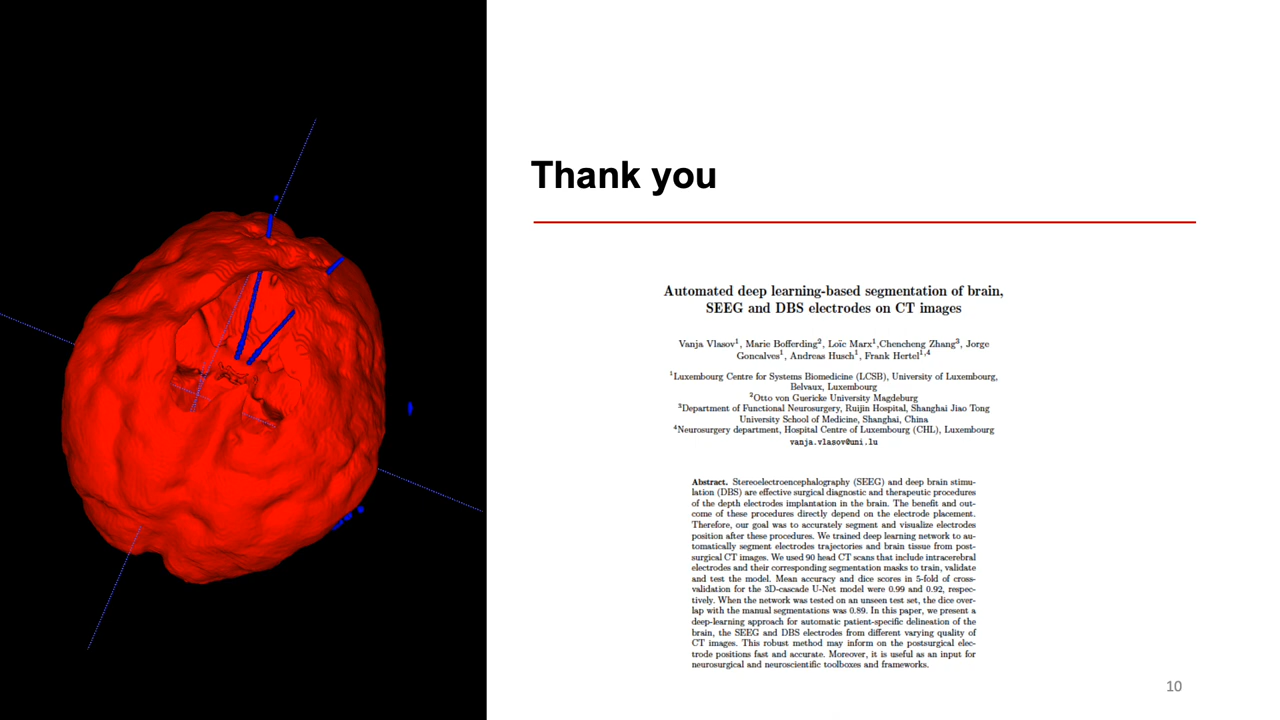 Thank you
Automated deep learning-based segmentation of brain,
SEEG and DBS electrodes on CT images
Vanja Vlasov1, Marie Bofferding2, Loïc Marx1,Chencheng Zhang3, Jorge
Goncalves1, Andreas Husch1, Frank Hertel1,4
1Luxembourg Centre for Systems Biomedicine (LCSB), University of Luxembourg,
Belvaux, Luxembourg
2Otto von Guericke University Magdeburg
3Department of Functional Neurosurgery, Ruijin Hospital, Shanghai Jiao Tong
University School of Medicine, Shanghai, China
4Neurosurgery department, Hospital Centre of Luxembourg (CHL), Luxembourg
vanja.vlasov@uni.lu
Abstract. Stereoelectroencephalography (SEEG) and deep brain stimu-
lation (DBS) are effective surgical diagnostic and therapeutic procedures
of the depth electrodes implantation in the brain. The benefit and out-
come of these procedures directly depend on the electrode placement.
Therefore, our goal was to accurately segment and visualize electrodes
position after these procedures. We trained deep learning network to au-
tomatically segment electrodes trajectories and brain tissue from post-
surgical CT images. We used 90 head CT scans that include intracerebral
electrodes and their corresponding segmentation masks to train, validate
and test the model. Mean accuracy and dice scores in 5-fold of cross-
validation for the 3D-cascade U-Net model were 0.99 and 0.92, respec-
tively. When the network was tested on an unseen test set, the dice over-
lap with the manual segmentations was 0.89. In this paper, we present a
deep-learning approach for automatic patient-specific delineation of the
brain, the SEEG and DBS electrodes from different varying quality of
CT images. This robust method may inform on the postsurgical elec-
trode positions fast and accurate. Moreover, it is useful as an input for
neurosurgical and neuroscientific toolboxes and frameworks.
10